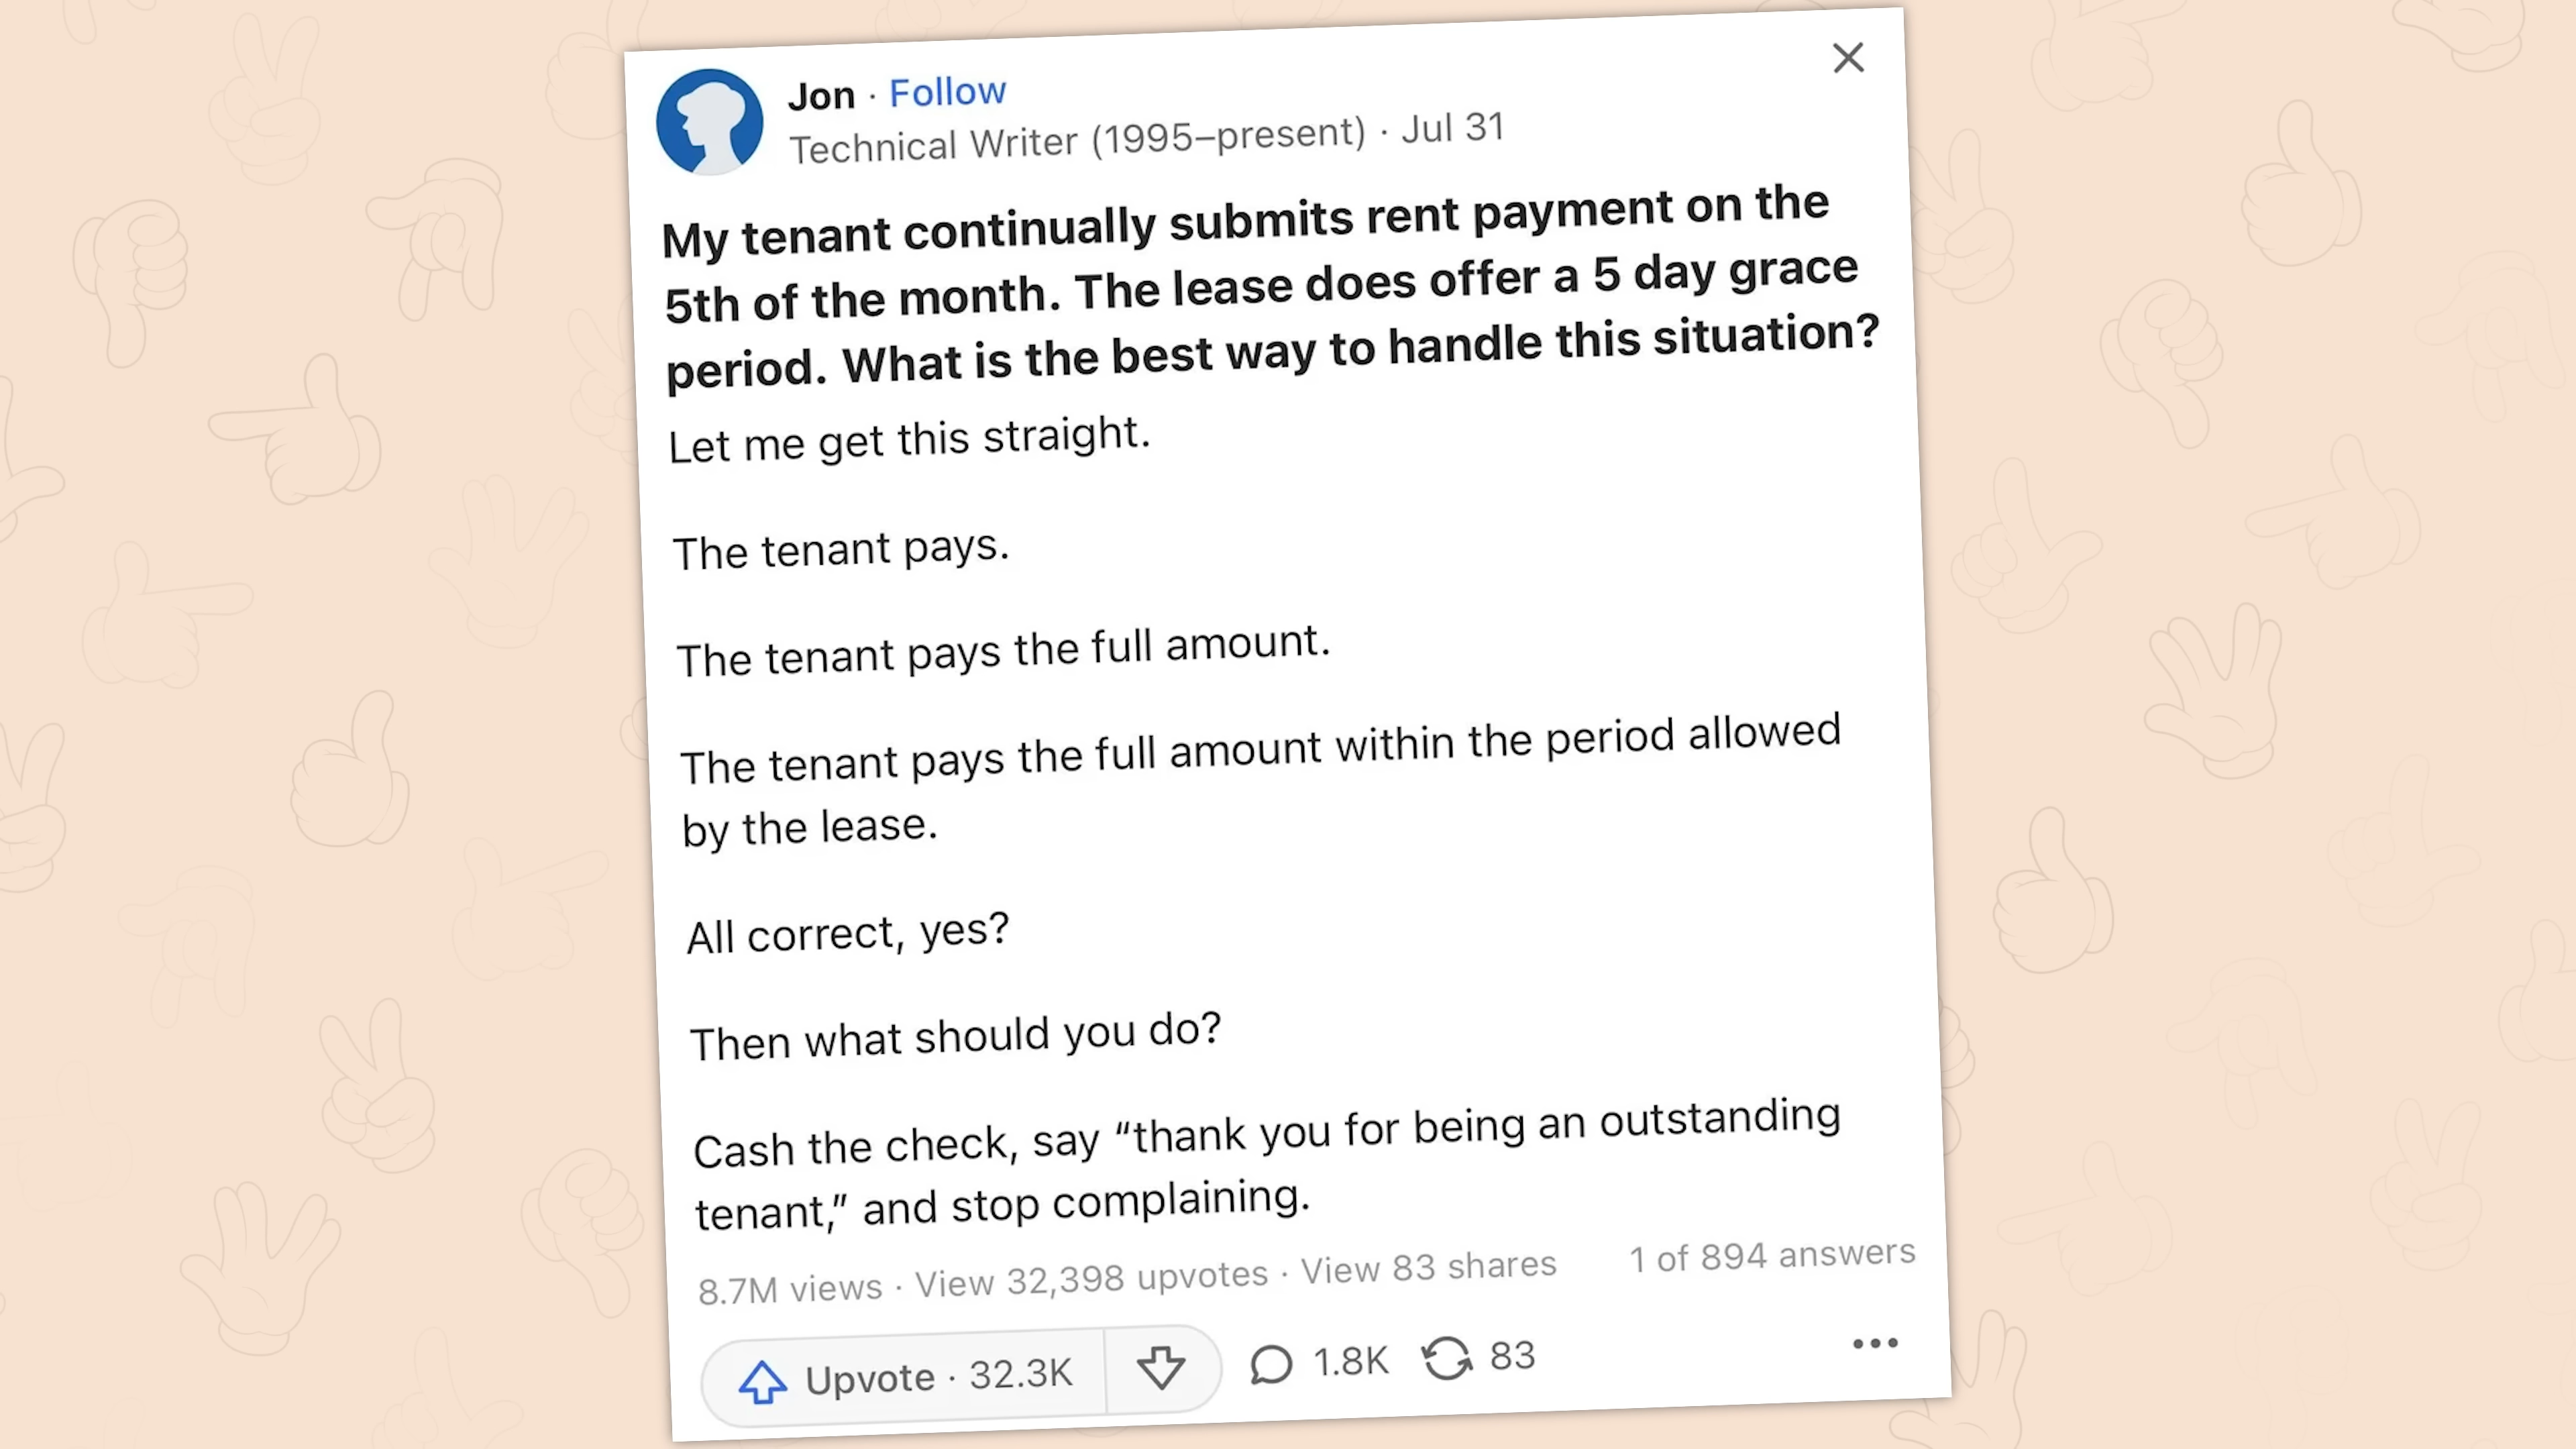 Jon · Follow
Technical Writer (1995–present) · Jul 31
My tenant continually submits rent payment on the
5th of the month. The lease does offer a 5 day grace
period. What is the best way to handle this situation?
Let me get this straight.
The tenant pays.
The tenant pays the full amount.
The tenant pays the full amount within the period allowed
by the lease.
All correct, yes?
Then what should you do?
Cash the check, say “thank you for being an outstanding
tenant,” and stop complaining.
8.7M views · View 32,398 upvotes · View 83 shares 1 of 894 answers
Upvote · 32.3K 1.8K 83